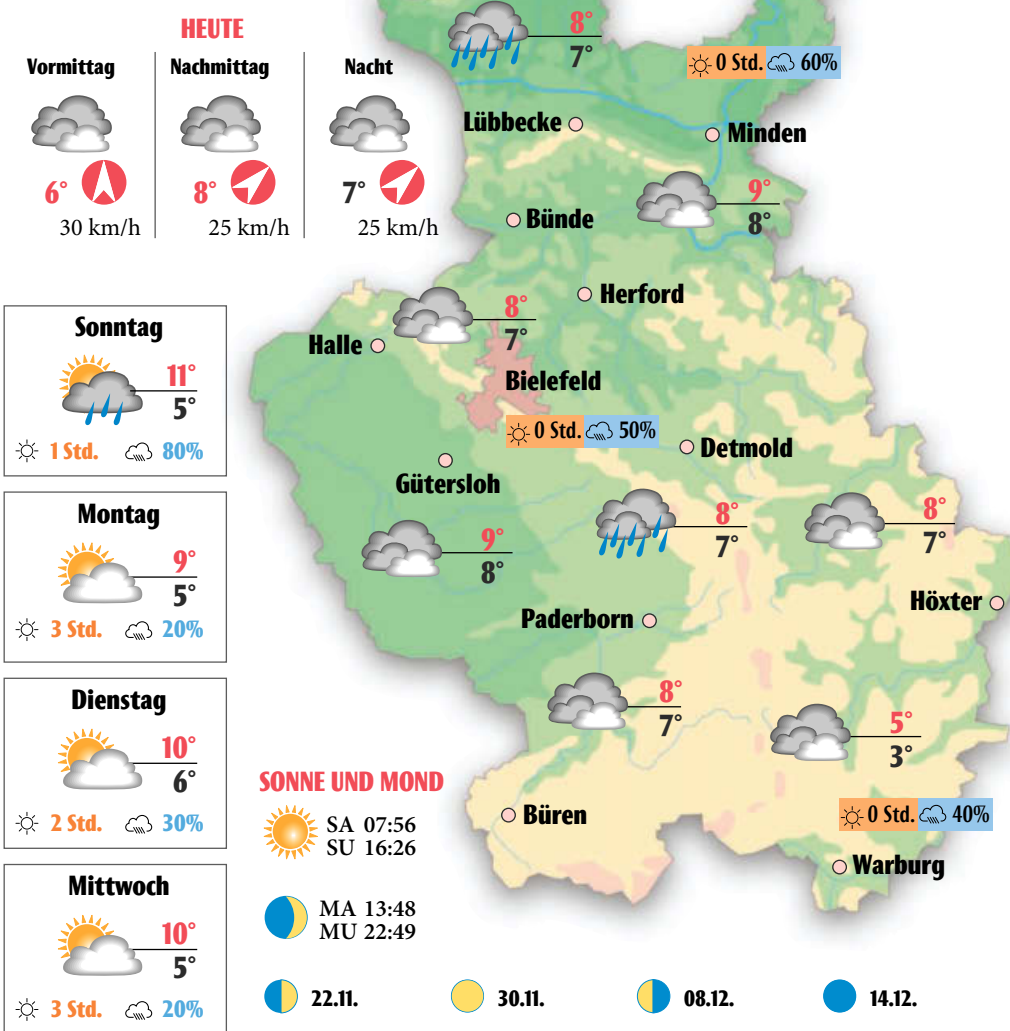 HEUTE
Vormittag
Nachmittag
Nacht
6°
8°
7°
30 km/h
25 km/h
25 km/h
8°
7°
0 Std. 60%
Lübbecke
Minden
9°
8°
Bünde
Herford
8°
7°
Halle
Bielefeld
0 Std. 50%
Detmold
Gütersloh
9°
8°
8°
7°
8°
7°
Höxter
Paderborn
8°
7°
5°
3°
0 Std. 40%
Büren
Warburg
Sonntag
11°
5°
1 Std. 80%
Montag
9°
5°
3 Std. 20%
Dienstag
10°
6°
2 Std. 30%
Mittwoch
10°
5°
3 Std. 20%
SONNE UND MOND
SA 07:56
SU 16:26
MA 13:48
MU 22:49
22.11.
30.11.
08.12.
14.12.